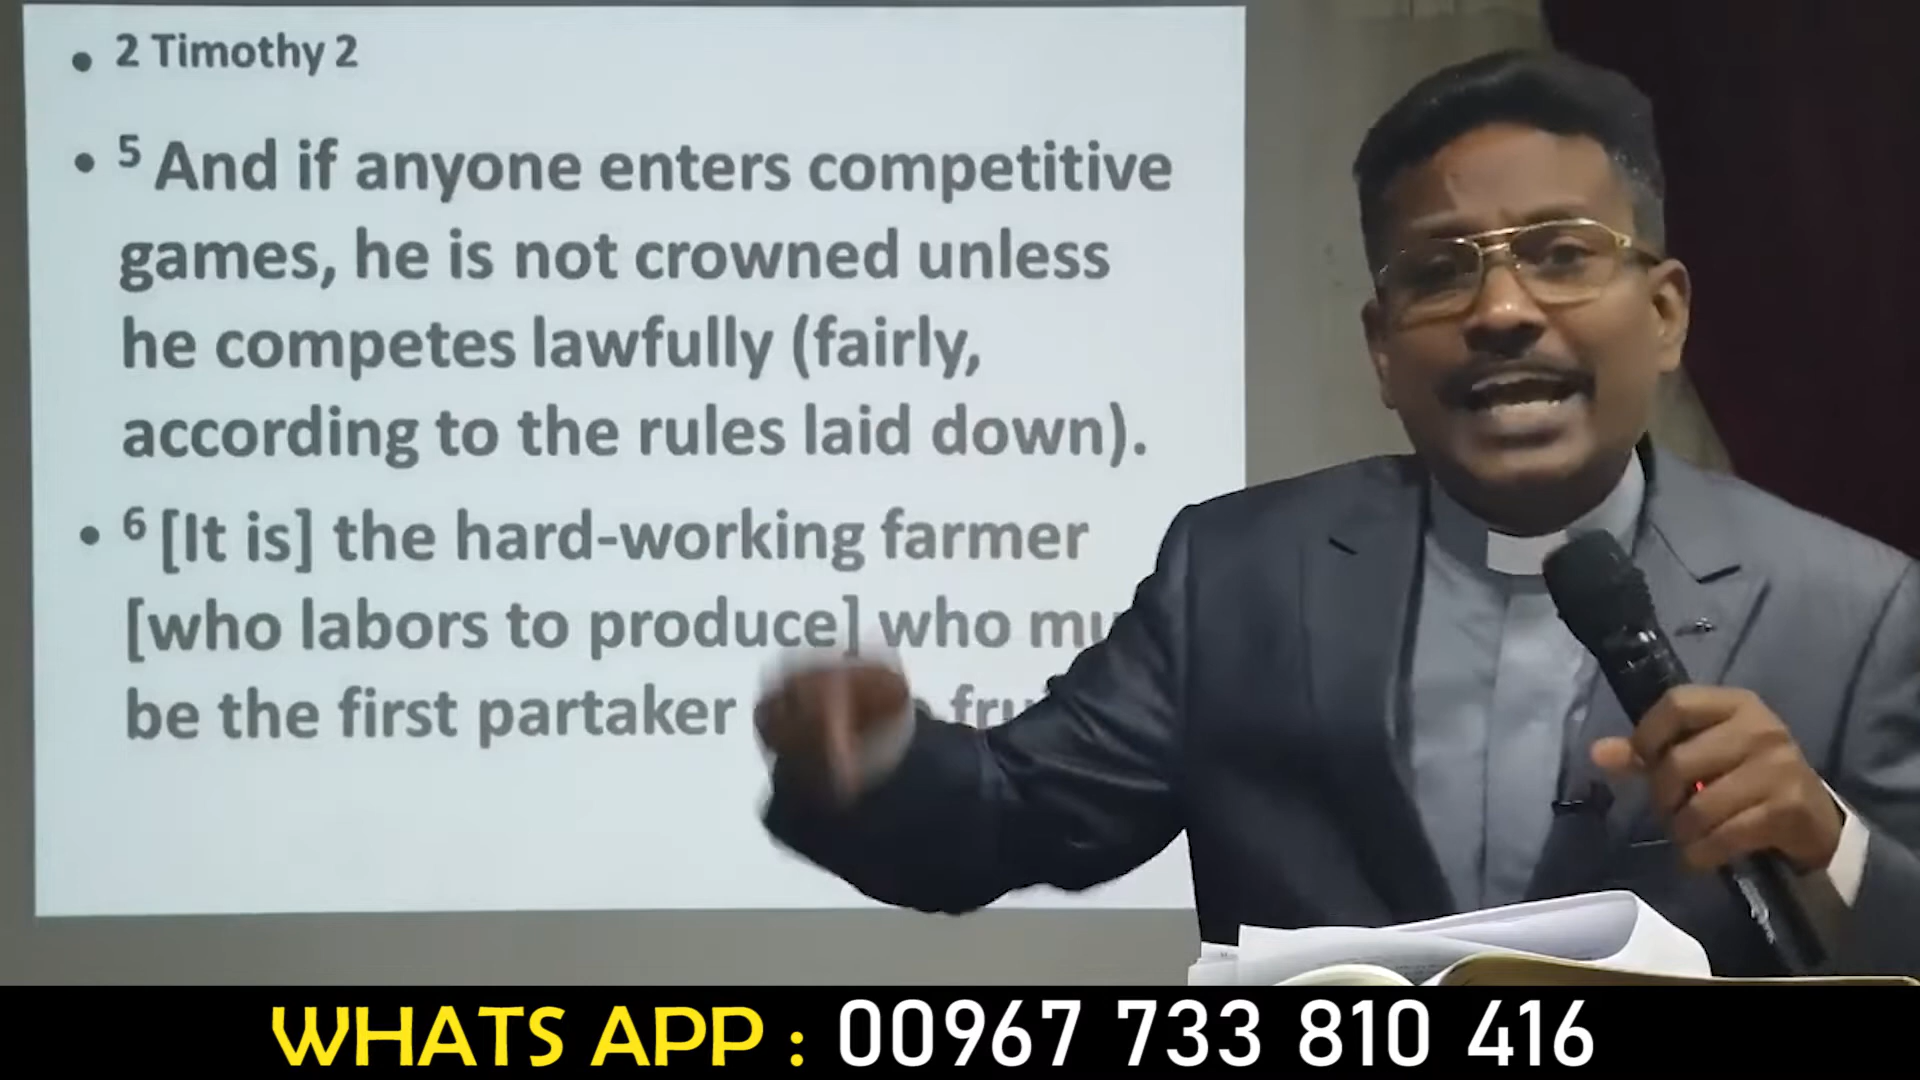 • 2 Timothy 2
• 5 And if anyone enters competitive
games, he is not crowned unless
he competes lawfully (fairly,
according to the rules laid down).
• 6 [It is] the hard-working farmer
[who labors to produce] who
be the first partaker
WHATS APP : 00967 733 810 416